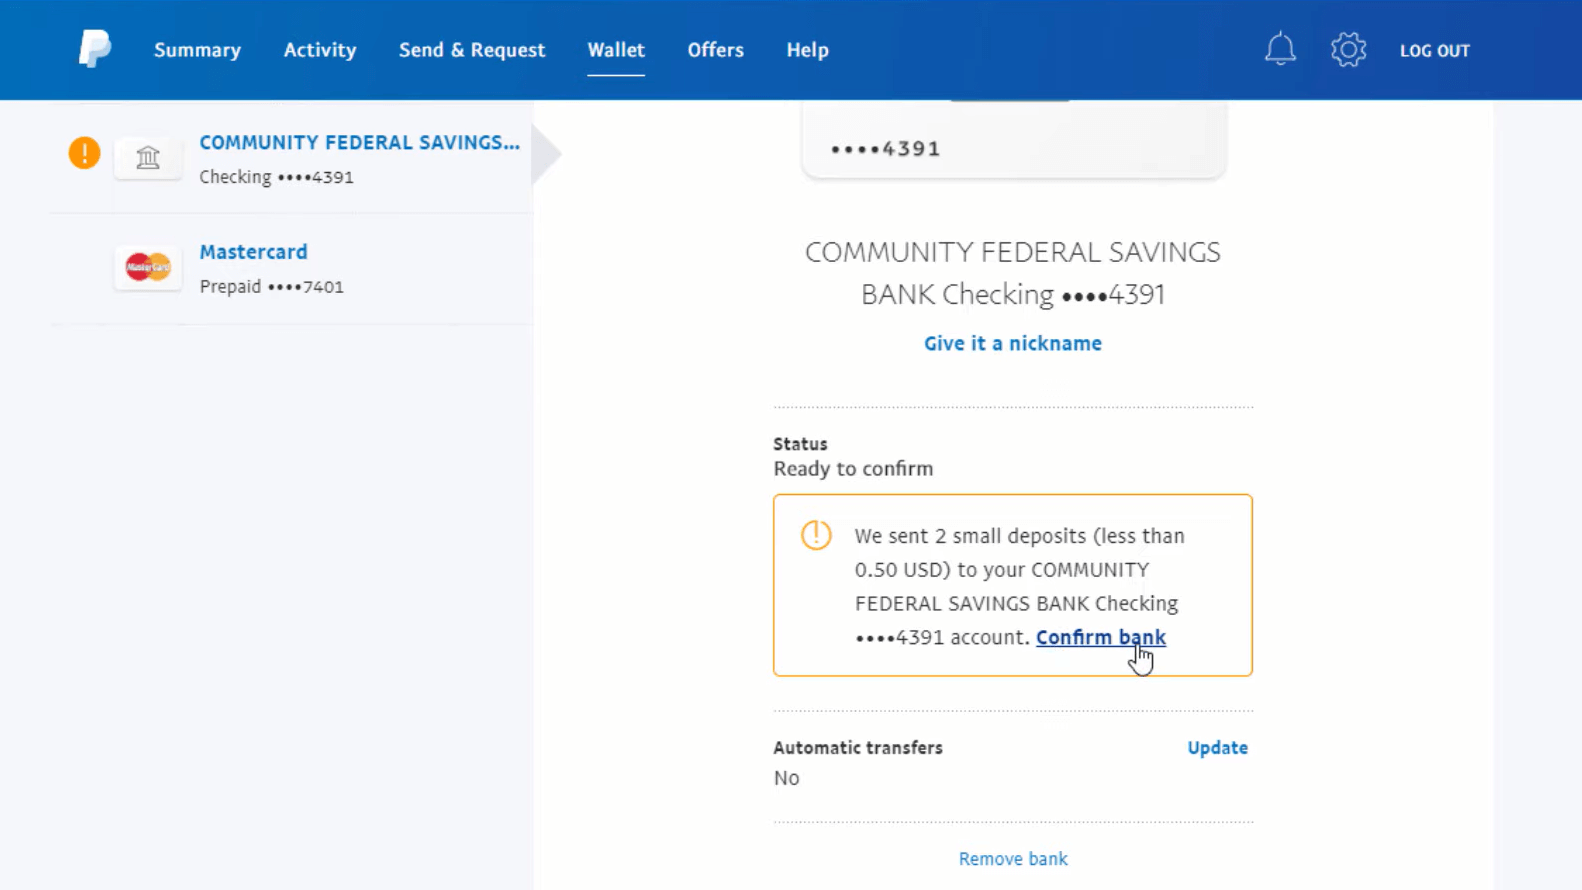 Summary Activity Send & Request Wallet Offers Help LOG OUT
COMMUNITY FEDERAL SAVINGS...
Checking ••••4391
MasterCard
Mastercard
Prepaid ••••7401
••••4391
COMMUNITY FEDERAL SAVINGS
BANK Checking ••••4391
Give it a nickname
Status
Ready to confirm
We sent 2 small deposits (less than
0.50 USD) to your COMMUNITY
FEDERAL SAVINGS BANK Checking
••••4391 account. Confirm bank
Automatic transfers Update
No
Remove bank